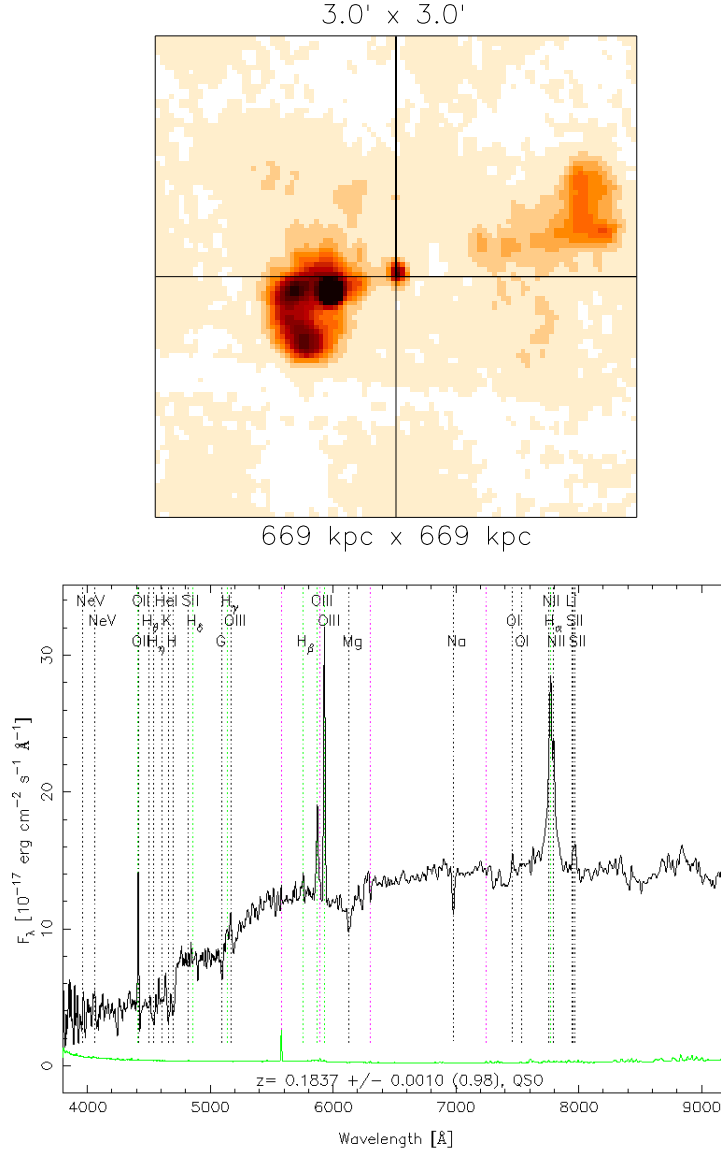 3.0' x 3.0'
669 kpc x 669 kpc
NeV OII HeI SII Hγ OIII NII Li
NeV Hθ K Hδ OIII OIII OI Hα SII
OII Hη H G Hβ Mg Na OI NII SII
30
20
10
0
Fλ [10⁻¹⁷ erg cm⁻² s⁻¹ Å⁻¹]
z= 0.1837 +/- 0.0010 (0.98), QSO
4000 5000 6000 7000 8000 9000
Wavelength [Å]